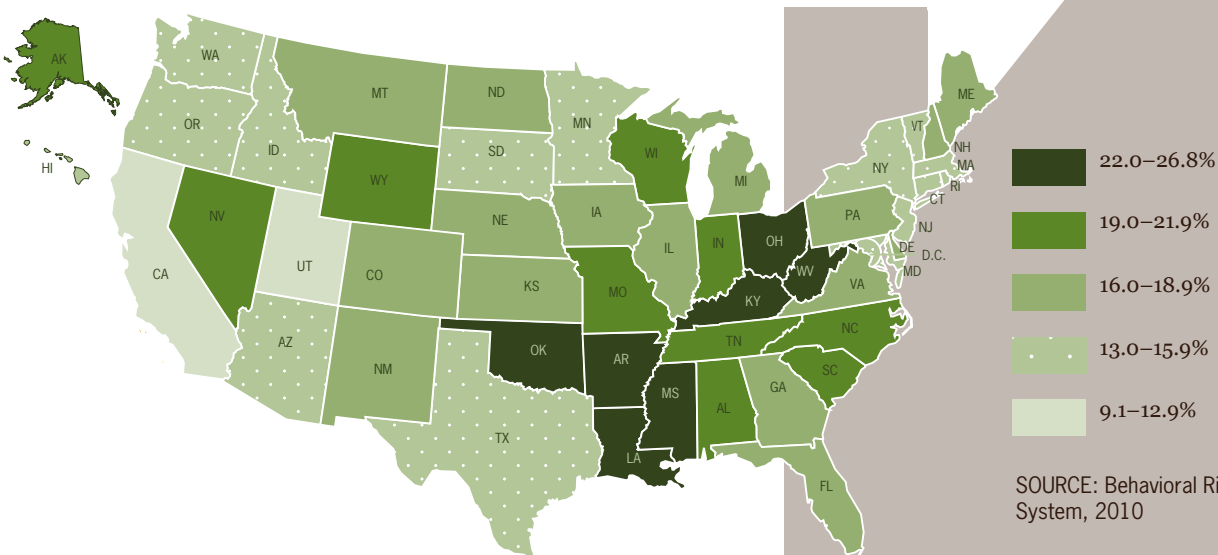 AK
WA
MT
ND
MN
ME
OR
ID
SD
WI
VT
NH
MA
NY
HI
WY
MI
RI
CT
NV
NE
IA
PA
NJ
CA
UT
CO
IL
IN
OH
DE
D.C.
WV
MD
KS
MO
KY
VA
AZ
NM
OK
AR
TN
NC
SC
TX
MS
AL
GA
LA
FL
22.0–26.8%
19.0–21.9%
16.0–18.9%
13.0–15.9%
9.1–12.9%
SOURCE: Behavioral Ri
System, 2010